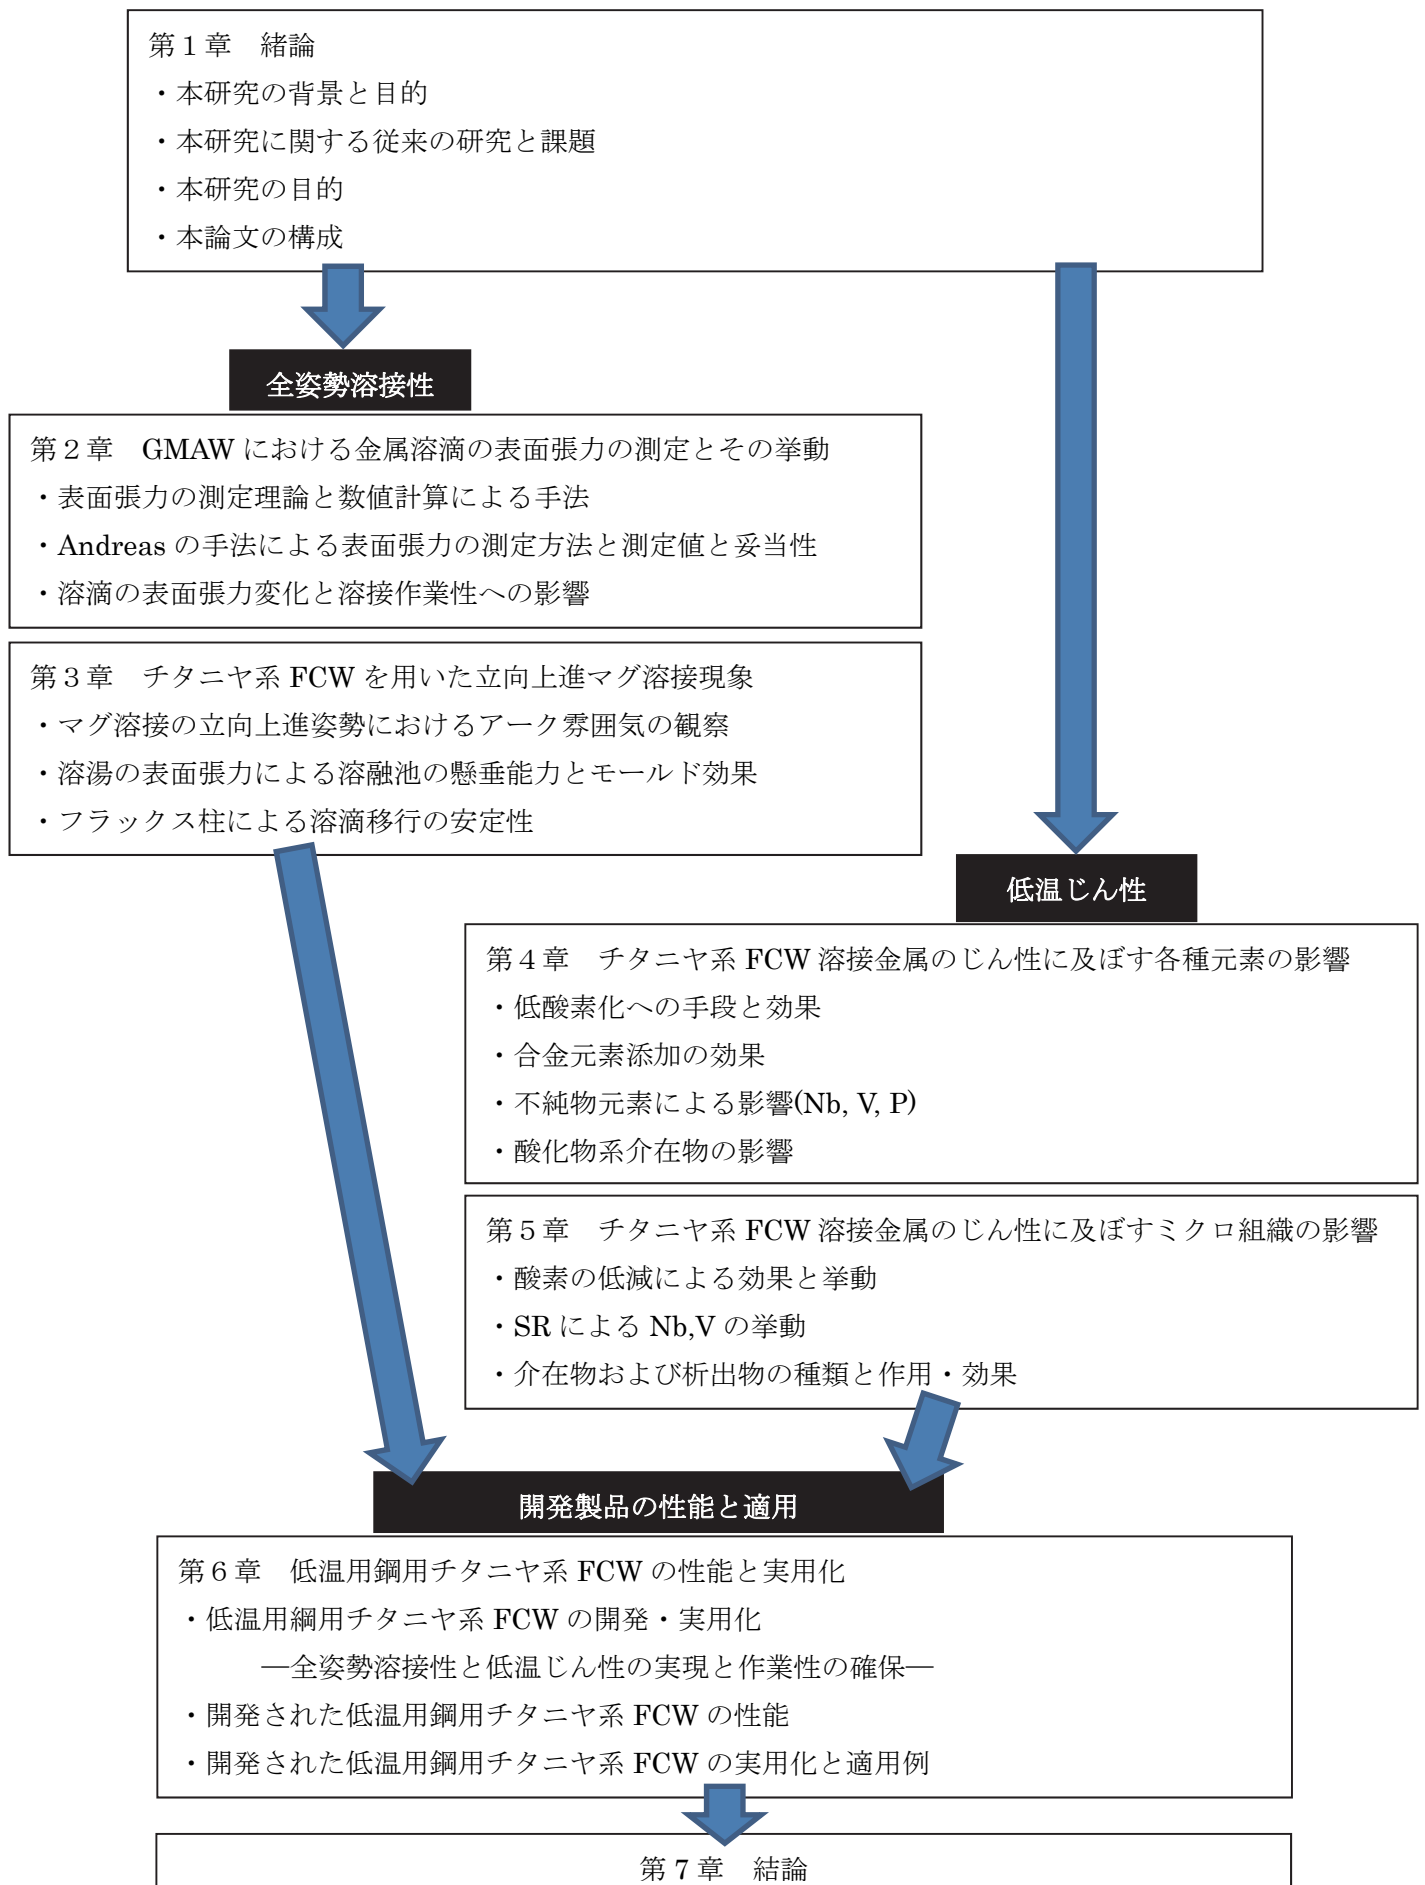 第１章　緒論
・本研究の背景と目的
・本研究に関する従来の研究と課題
・本研究の目的
・本論文の構成
全姿勢溶接性
第２章　GMAW における金属溶滴の表面張力の測定とその挙動
・表面張力の測定理論と数値計算による手法
・Andreas の手法による表面張力の測定方法と測定値と妥当性
・溶滴の表面張力変化と溶接作業性への影響
第３章　チタニヤ系 FCW を用いた立向上進マグ溶接現象
・マグ溶接の立向上進姿勢におけるアーク雰囲気の観察
・溶湯の表面張力による溶融池の懸垂能力とモールド効果
・フラックス柱による溶滴移行の安定性
低温じん性
第４章　チタニヤ系 FCW 溶接金属のじん性に及ぼす各種元素の影響
・低酸素化への手段と効果
・合金元素添加の効果
・不純物元素による影響(Nb, V, P)
・酸化物系介在物の影響
第５章　チタニヤ系 FCW 溶接金属のじん性に及ぼすミクロ組織の影響
・酸素の低減による効果と挙動
・SR による Nb,V の挙動
・介在物および析出物の種類と作用・効果
開発製品の性能と適用
第６章　低温用鋼用チタニヤ系 FCW の性能と実用化
・低温用綱用チタニヤ系 FCW の開発・実用化
―全姿勢溶接性と低温じん性の実現と作業性の確保―
・開発された低温用鋼用チタニヤ系 FCW の性能
・開発された低温用鋼用チタニヤ系 FCW の実用化と適用例
第 7 章　結論